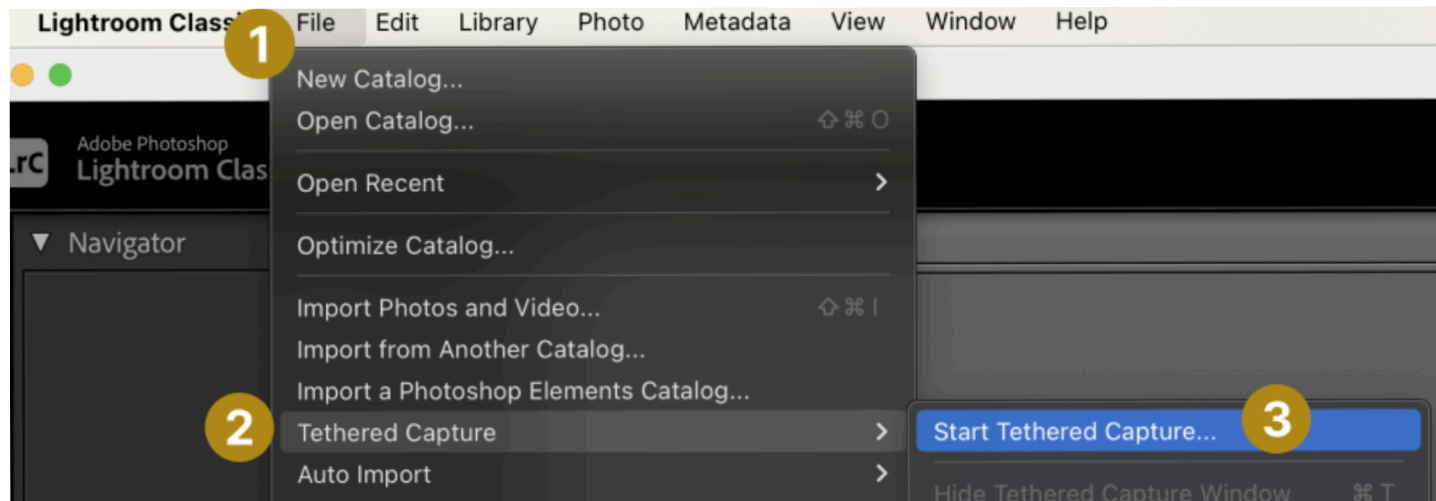 Lightroom Class File Edit Library Photo Metadata View Window Help
1
New Catalog...
Open Catalog... ⇧⌘O
Adobe Photoshop
LrC Lightroom Clas
Open Recent >
Navigator
Optimize Catalog...
Import Photos and Video... ⇧⌘I
Import from Another Catalog...
Import a Photoshop Elements Catalog...
2 Tethered Capture > Start Tethered Capture... 3
Auto Import >
Hide Tethered Capture Window ⌘T